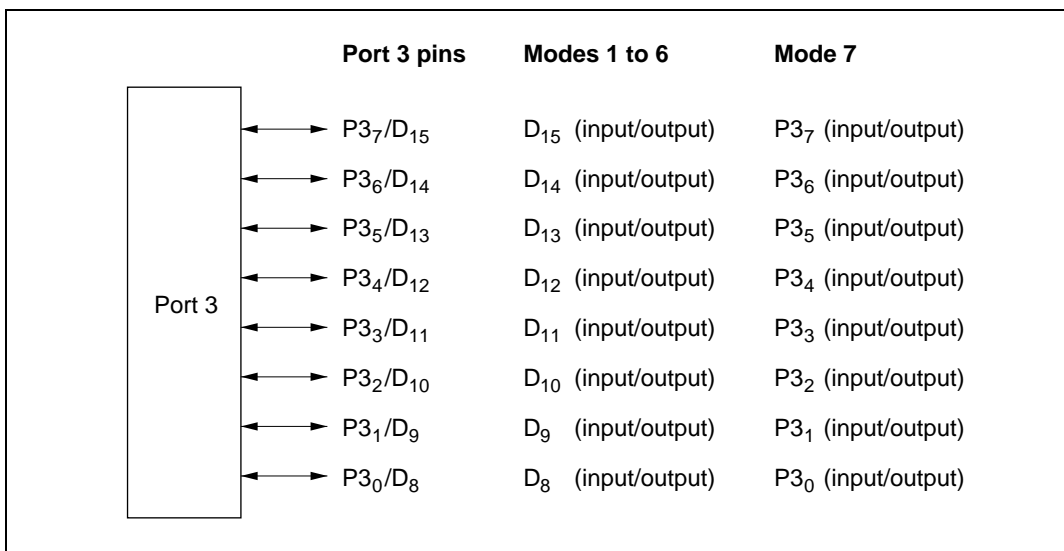 Port 3 pins Modes 1 to 6 Mode 7
P3₇/D₁₅ D₁₅ (input/output) P3₇ (input/output)
P3₆/D₁₄ D₁₄ (input/output) P3₆ (input/output)
P3₅/D₁₃ D₁₃ (input/output) P3₅ (input/output)
P3₄/D₁₂ D₁₂ (input/output) P3₄ (input/output)
Port 3
P3₃/D₁₁ D₁₁ (input/output) P3₃ (input/output)
P3₂/D₁₀ D₁₀ (input/output) P3₂ (input/output)
P3₁/D₉ D₉ (input/output) P3₁ (input/output)
P3₀/D₈ D₈ (input/output) P3₀ (input/output)